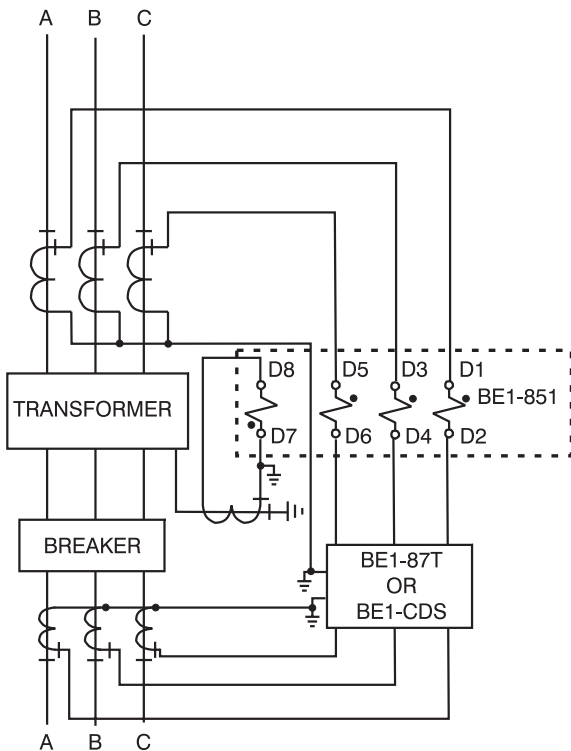 A B C
D8 D5 D3 D1
BE1-851
TRANSFORMER
D7 D6 D4 D2
BREAKER
BE1-87T
OR
BE1-CDS
A B C